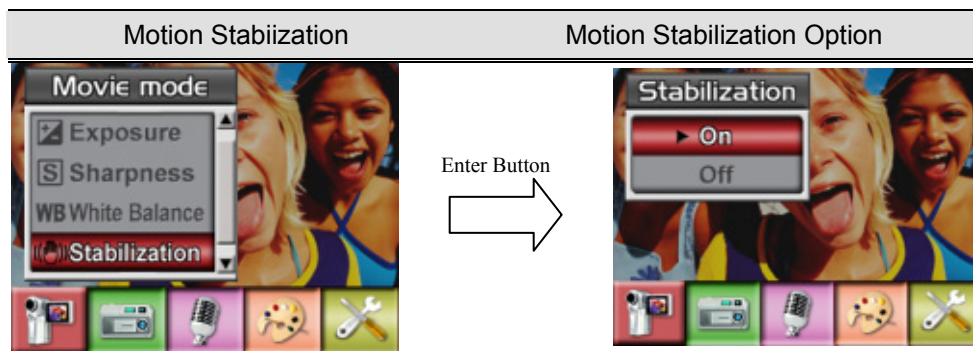 Motion Stabiization
Motion Stabilization Option
Movie mode
Exposure
S Sharpness
WB White Balance
Stabilization
Enter Button
Stabilization
On
Off